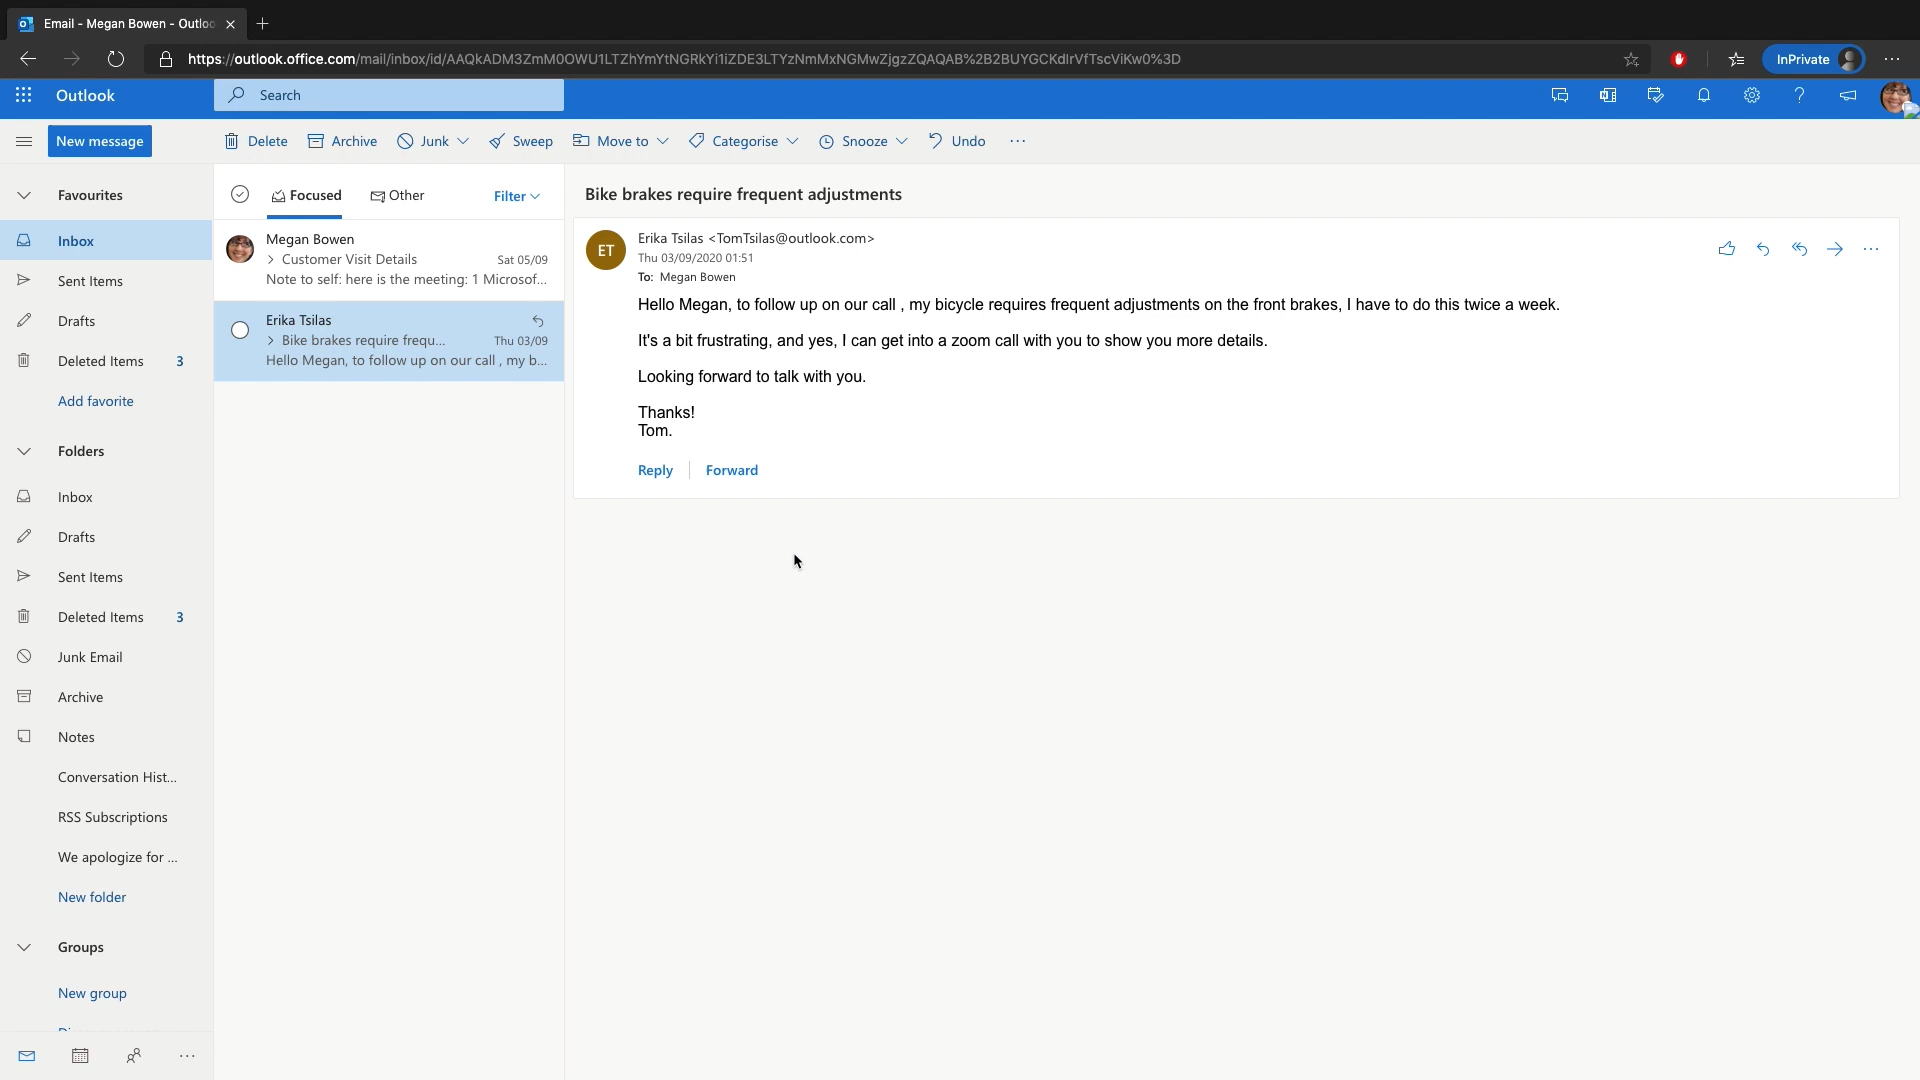 Email - Megan Bowen - Outloo
https://outlook.office.com/mail/inbox/id/AAQkADM3ZmM0OWU1LTZhYmYtNGRkYi1iZDE3LTYzNmMxNGMwZjgzZQAQAB%2B2BUYGCKdIrVfTscViKw0%3D
InPrivate
Outlook
Search
New message
Delete
Archive
Junk
Sweep
Move to
Categorise
Snooze
Undo
Favourites
Inbox
Sent Items
Drafts
Deleted Items 3
Add favorite
Folders
Inbox
Drafts
Sent Items
Deleted Items 3
Junk Email
Archive
Notes
Conversation Hist...
RSS Subscriptions
We apologize for ...
New folder
Groups
New group
Focused
Other
Filter
Megan Bowen
> Customer Visit Details Sat 05/09
Note to self: here is the meeting: 1 Microsof...
Erika Tsilas
> Bike brakes require frequ... Thu 03/09
Hello Megan, to follow up on our call , my b...
Bike brakes require frequent adjustments
ET
Erika Tsilas <TomTsilas@outlook.com>
Thu 03/09/2020 01:51
To: Megan Bowen
Hello Megan, to follow up on our call , my bicycle requires frequent adjustments on the front brakes, I have to do this twice a week.
It's a bit frustrating, and yes, I can get into a zoom call with you to show you more details.
Looking forward to talk with you.
Thanks!
Tom.
Reply
Forward